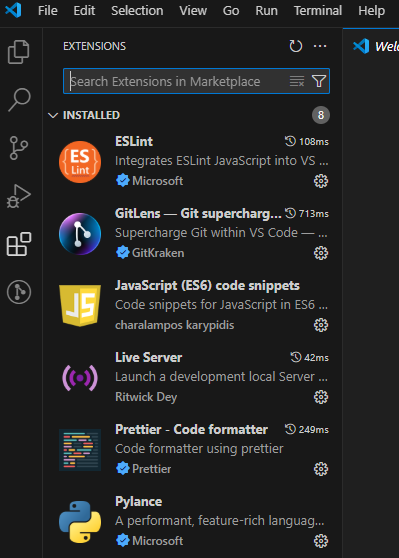 File Edit Selection View Go Run Terminal Help
EXTENSIONS
Search Extensions in Marketplace
INSTALLED 8
ES
Lint
ESLint 108ms
Integrates ESLint JavaScript into VS ...
Microsoft
GitLens — Git supercharg... 713ms
Supercharge Git within VS Code — ...
GitKraken
JS
JavaScript (ES6) code snippets
Code snippets for JavaScript in ES6 ...
charalampos karypidis
Live Server 42ms
Launch a development local Server ...
Ritwick Dey
Prettier - Code formatter 249ms
Code formatter using prettier
Prettier
Pylance
A performant, feature-rich languag...
Microsoft